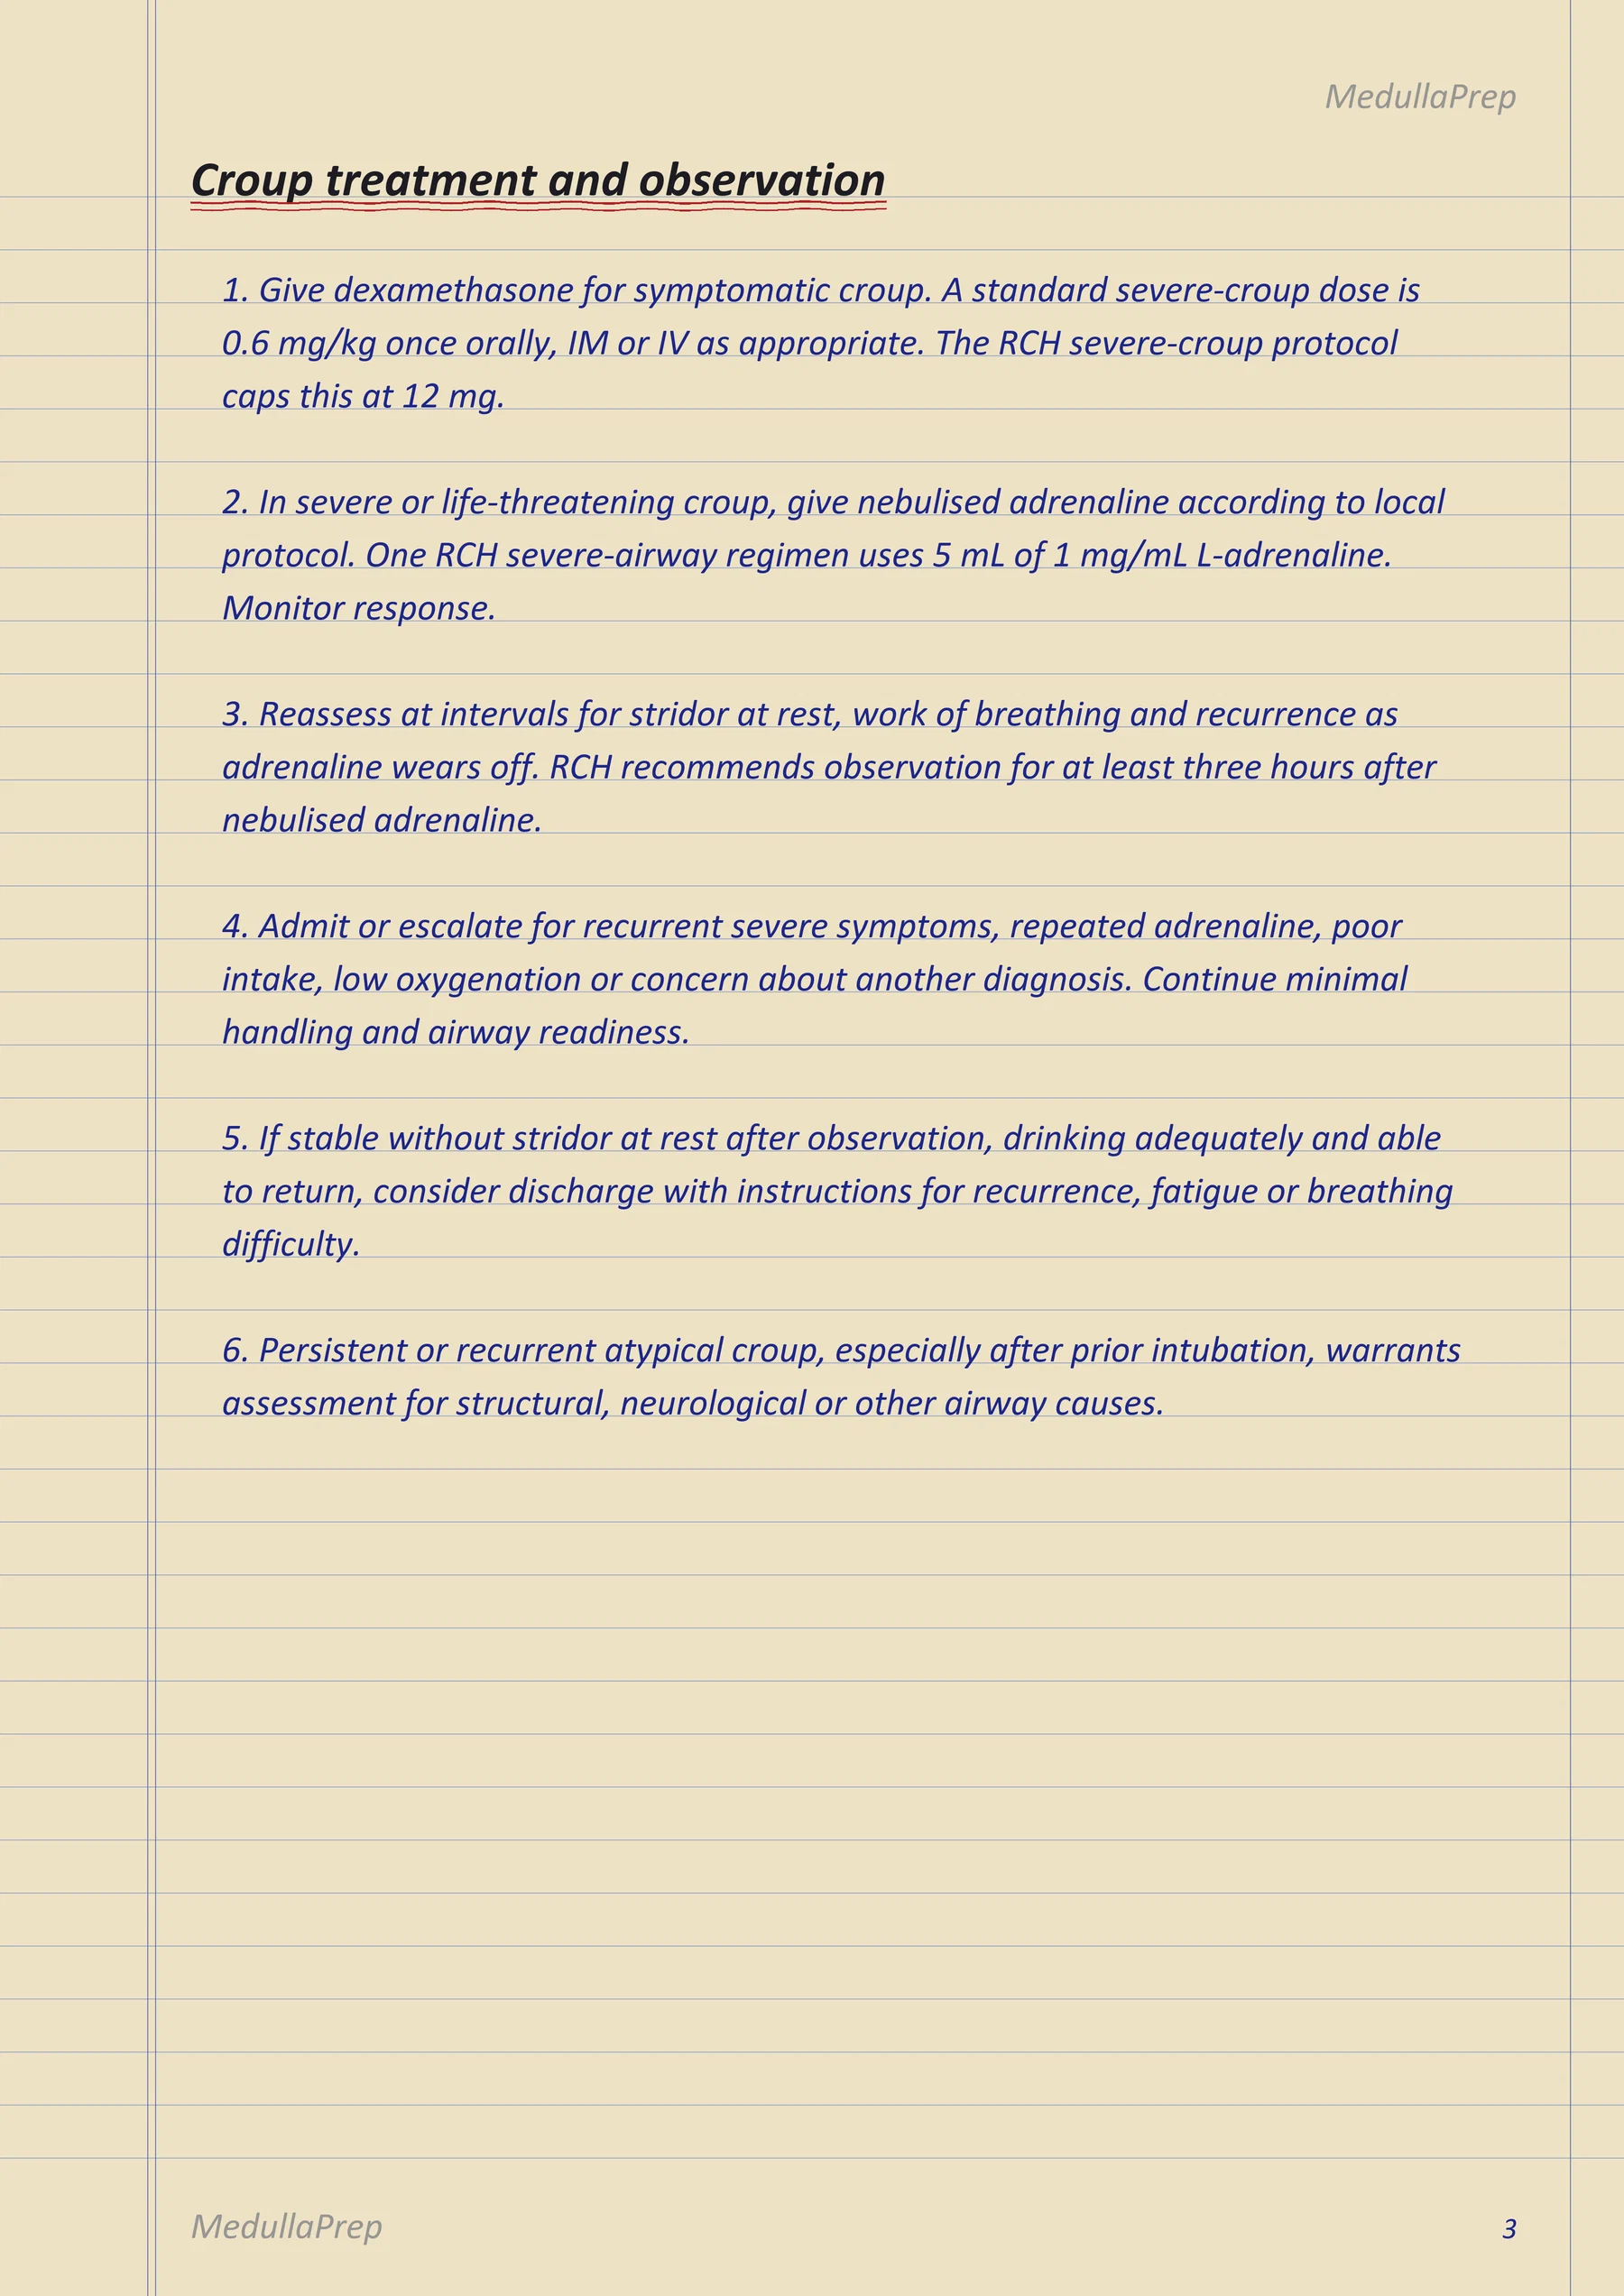 MedullaPrep
Croup treatment and observation
1. Give dexamethasone for symptomatic croup. A standard severe-croup dose is
0.6 mg/kg once orally, IM or IV as appropriate. The RCH severe-croup protocol
caps this at 12 mg.
2. In severe or life-threatening croup, give nebulised adrenaline according to local
protocol. One RCH severe-airway regimen uses 5 mL of 1 mg/mL L-adrenaline.
Monitor response.
3. Reassess at intervals for stridor at rest, work of breathing and recurrence as
adrenaline wears off. RCH recommends observation for at least three hours after
nebulised adrenaline.
4. Admit or escalate for recurrent severe symptoms, repeated adrenaline, poor
intake, low oxygenation or concern about another diagnosis. Continue minimal
handling and airway readiness.
5. If stable without stridor at rest after observation, drinking adequately and able
to return, consider discharge with instructions for recurrence, fatigue or breathing
difficulty.
6. Persistent or recurrent atypical croup, especially after prior intubation, warrants
assessment for structural, neurological or other airway causes.
MedullaPrep
3